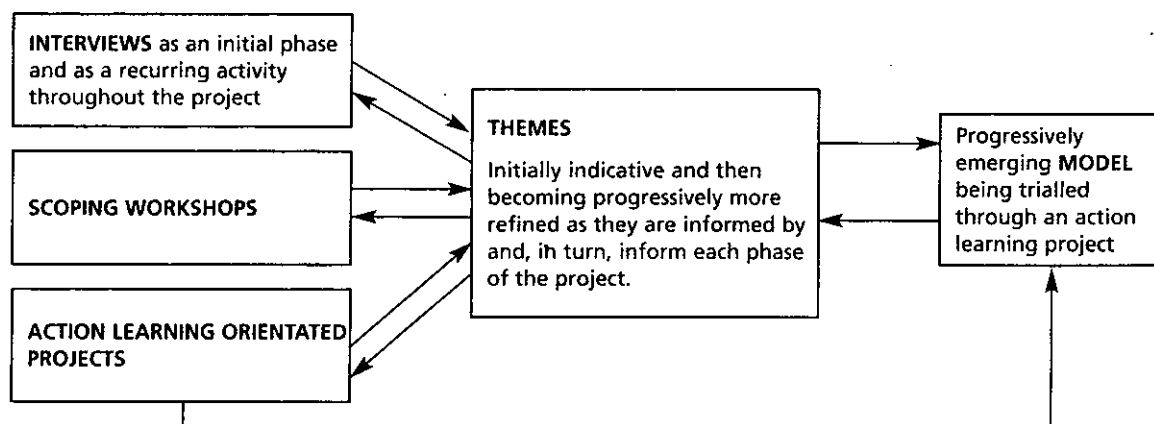 INTERVIEWS as an initial phase
and as a recurring activity
throughout the project
SCOPING WORKSHOPS
ACTION LEARNING ORIENTATED
PROJECTS
THEMES
Initially indicative and then
becoming progressively more
refined as they are informed by
and, in turn, inform each phase
of the project.
Progressively
emerging MODEL
being trialled
through an action
learning project